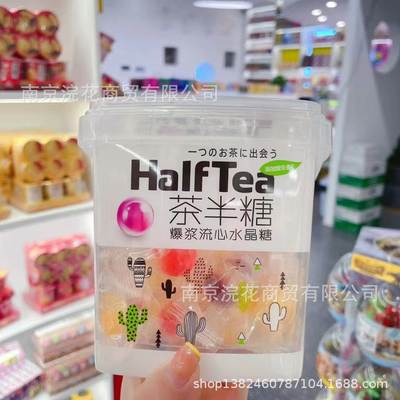 南京浣花商贸有限公司
一つのお茶に出会う
HalfTea
茶半糖
爆浆流心水晶糖
南京浣花商贸有限公司
shop1382460787104.1688.com